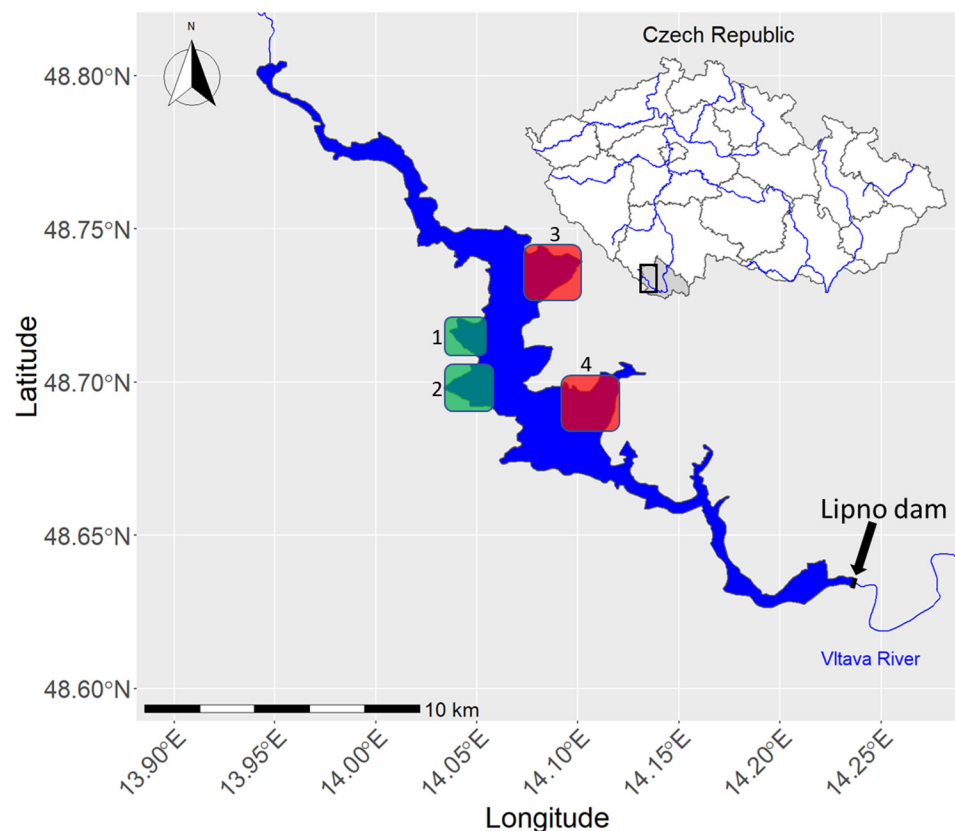 Czech Republic
N
48.80°N
48.75°N
3
1
48.70°N
4
2
Latitude
48.65°N
Lipno dam
Vltava River
48.60°N
10 km
13.90°E
13.95°E
14.00°E
14.05°E
14.10°E
14.15°E
14.20°E
14.25°E
Longitude